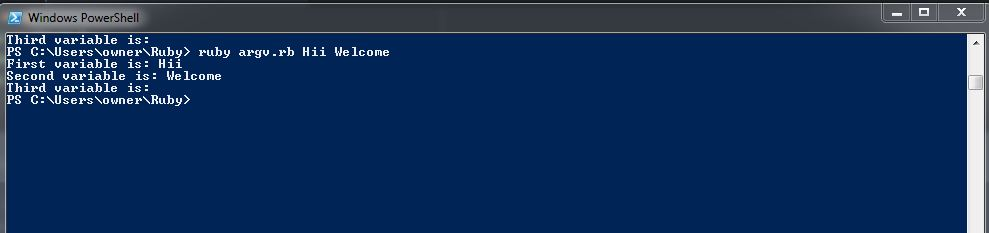 Windows PowerShell
Third variable is:
PS C:\Users\owner\Ruby> ruby argv.rb Hii Welcome
First variable is: Hii
Second variable is: Welcome
Third variable is:
PS C:\Users\owner\Ruby>